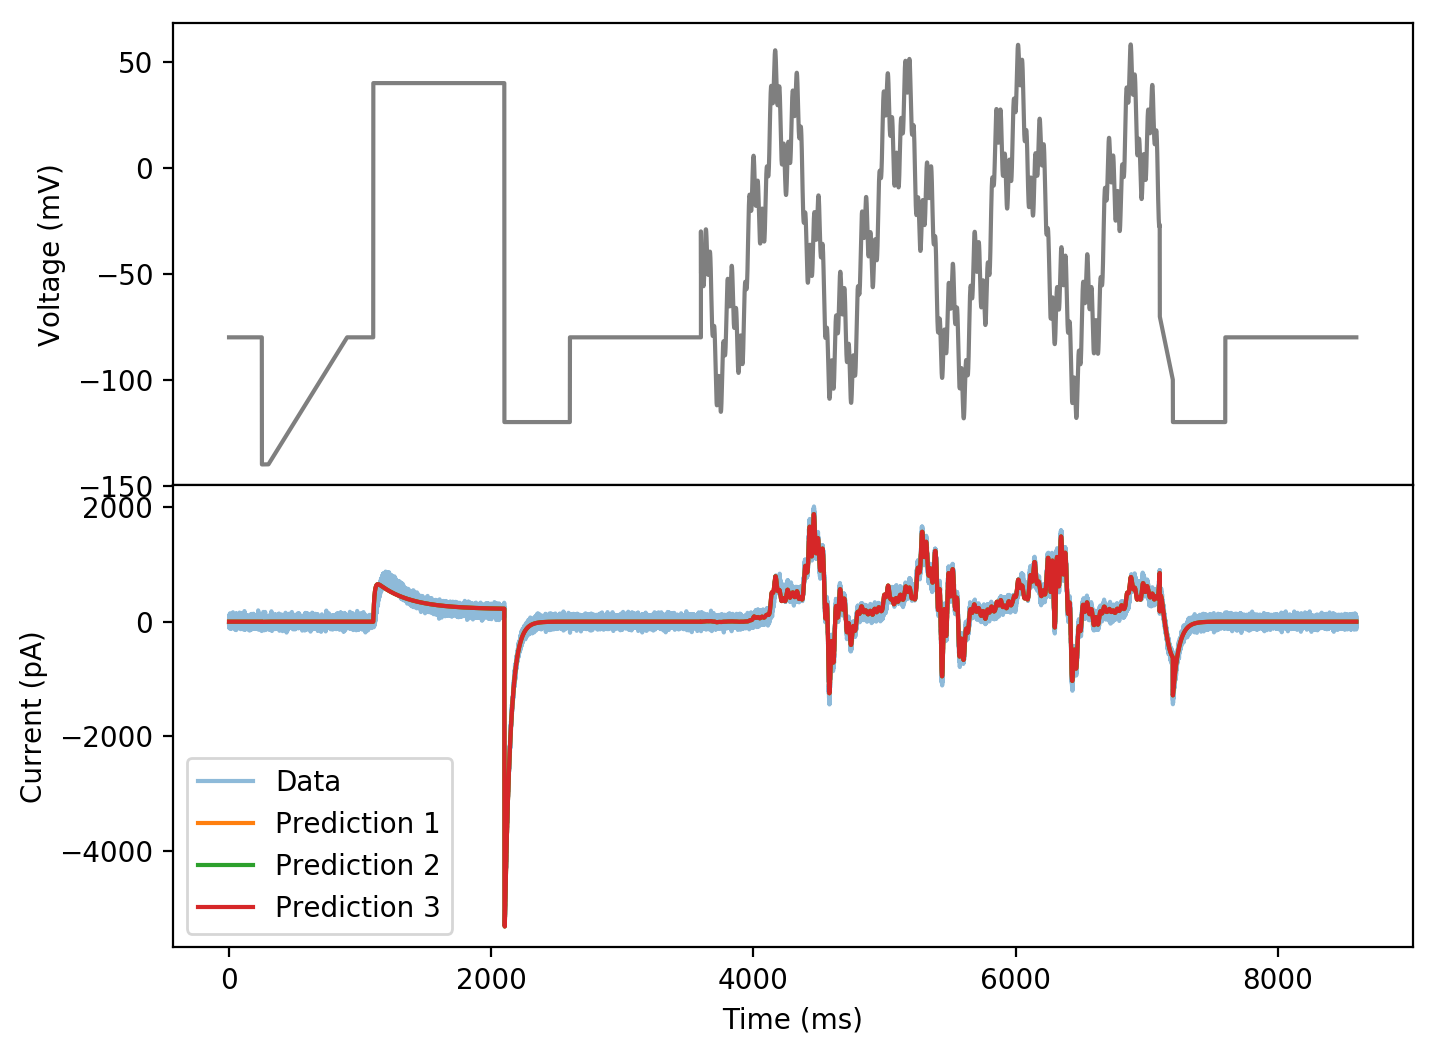 50
0
−50
−100
−150
Voltage (mV)
2000
0
−2000
−4000
Current (pA)
Data
Prediction 1
Prediction 2
Prediction 3
0
2000
4000
6000
8000
Time (ms)